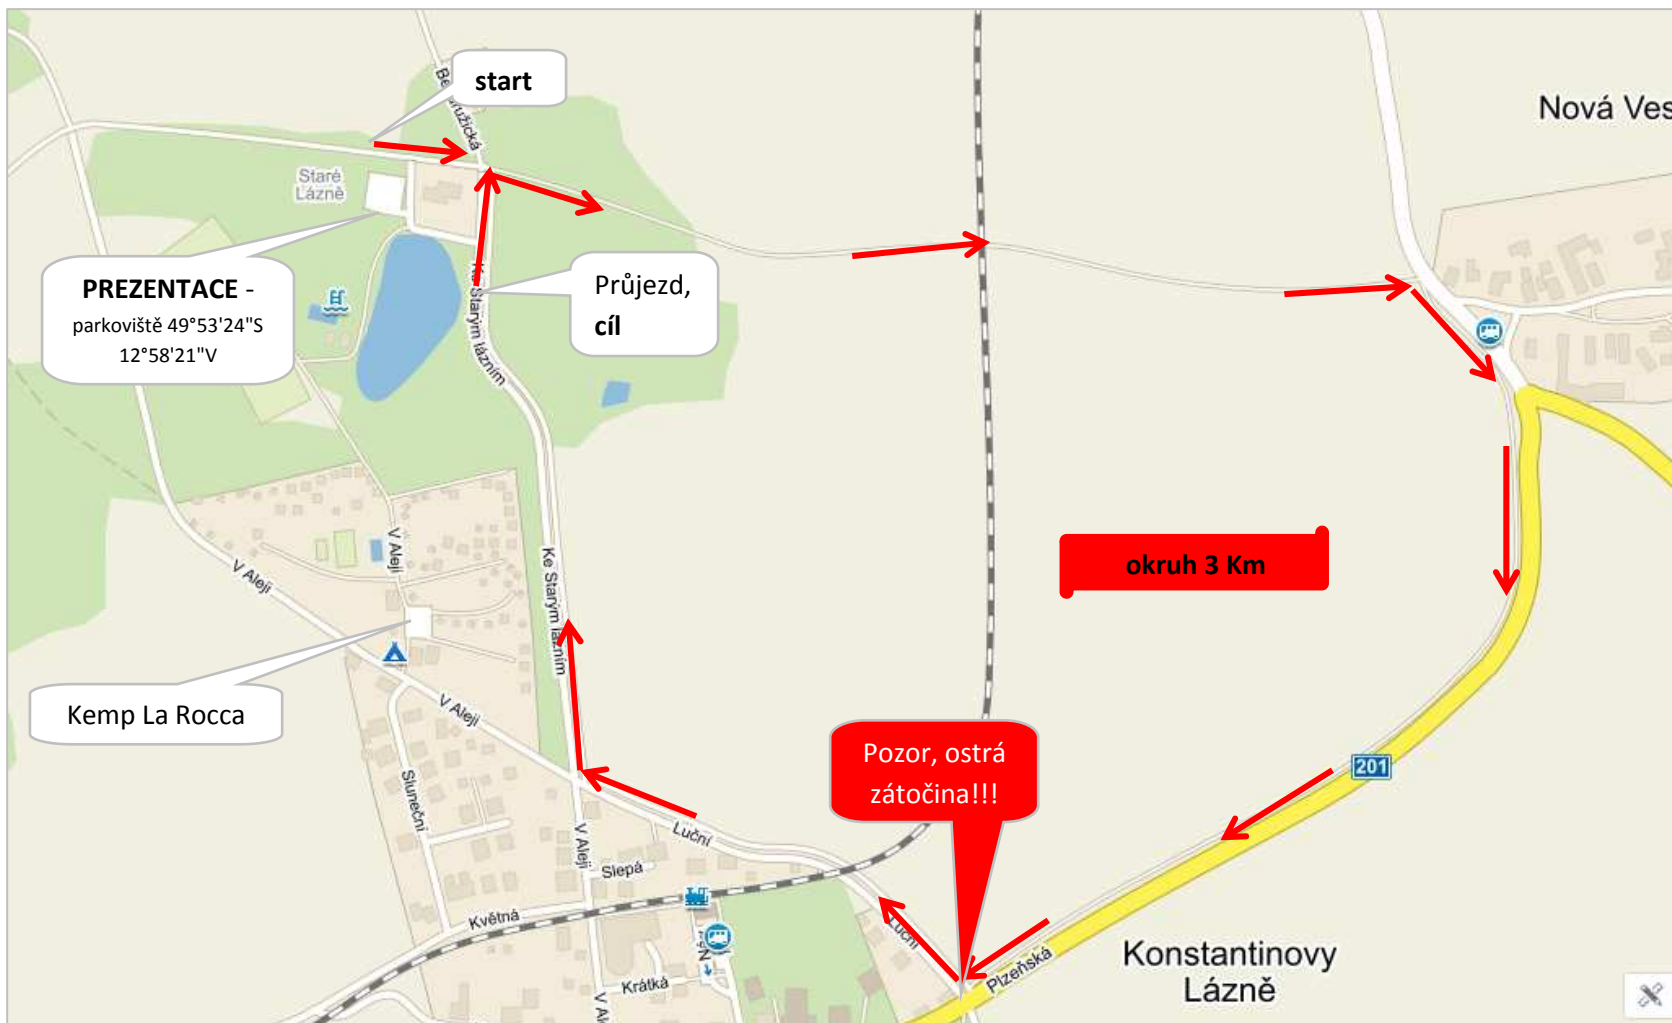 start
Nová Ves
Staré
Lázně
PREZENTACE -
parkoviště 49°53'24"S
12°58'21"V
Průjezd,
cíl
Ke Starým lázním
okruh 3 Km
V Aleji
V Aleji
Ke Starým lázním
Kemp La Rocca
V Aleji
Pozor, ostrá
zátočina!!!
201
Sluneční
Luční
V Aleji
Slepá
Květná
Luční
Plzeňská
Konstantinovy
Lázně
Krátká